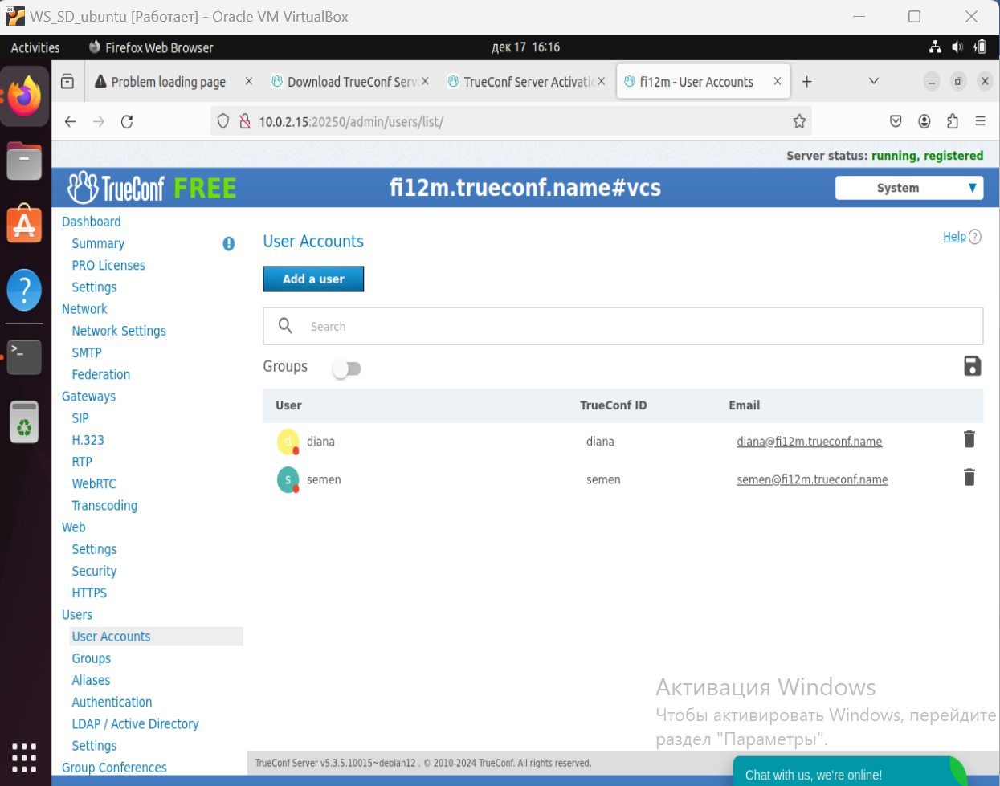 WS_SD_ubuntu [Работает] - Oracle VM VirtualBox
Activities Firefox Web Browser дек 17 16:16
Problem loading page Download TrueConf Serv TrueConf Server Activatio fi12m - User Accounts
10.0.2.15:20250/admin/users/list/
Server status: running, registered
TrueConf FREE fi12m.trueconf.name#vcs System
Dashboard
Summary
PRO Licenses
Settings
Network
Network Settings
SMTP
Federation
Gateways
SIP
H.323
RTP
WebRTC
Transcoding
Web
Settings
Security
HTTPS
Users
User Accounts
Groups
Aliases
Authentication
LDAP / Active Directory
Settings
Group Conferences
User Accounts Help ?
Add a user
Search
Groups
User TrueConf ID Email
d diana diana diana@fi12m.trueconf.name
s semen semen semen@fi12m.trueconf.name
Активация Windows
Чтобы активировать Windows, перейдите
раздел "Параметры".
TrueConf Server v5.3.5.10015~debian12 . © 2010-2024 TrueConf. All rights reserved.
Chat with us, we're online!